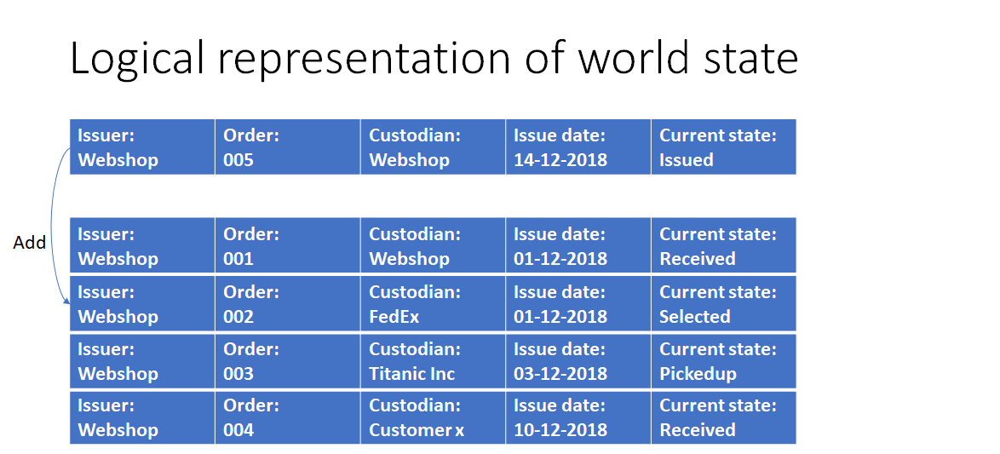 Logical representation of world state
Issuer: Order: Custodian: Issue date: Current state:
Webshop 005 Webshop 14-12-2018 Issued
Add
Issuer: Order: Custodian: Issue date: Current state:
Webshop 001 Webshop 01-12-2018 Received
Issuer: Order: Custodian: Issue date: Current state:
Webshop 002 FedEx 01-12-2018 Selected
Issuer: Order: Custodian: Issue date: Current state:
Webshop 003 Titanic Inc 03-12-2018 Pickedup
Issuer: Order: Custodian: Issue date: Current state:
Webshop 004 Customer x 10-12-2018 Received